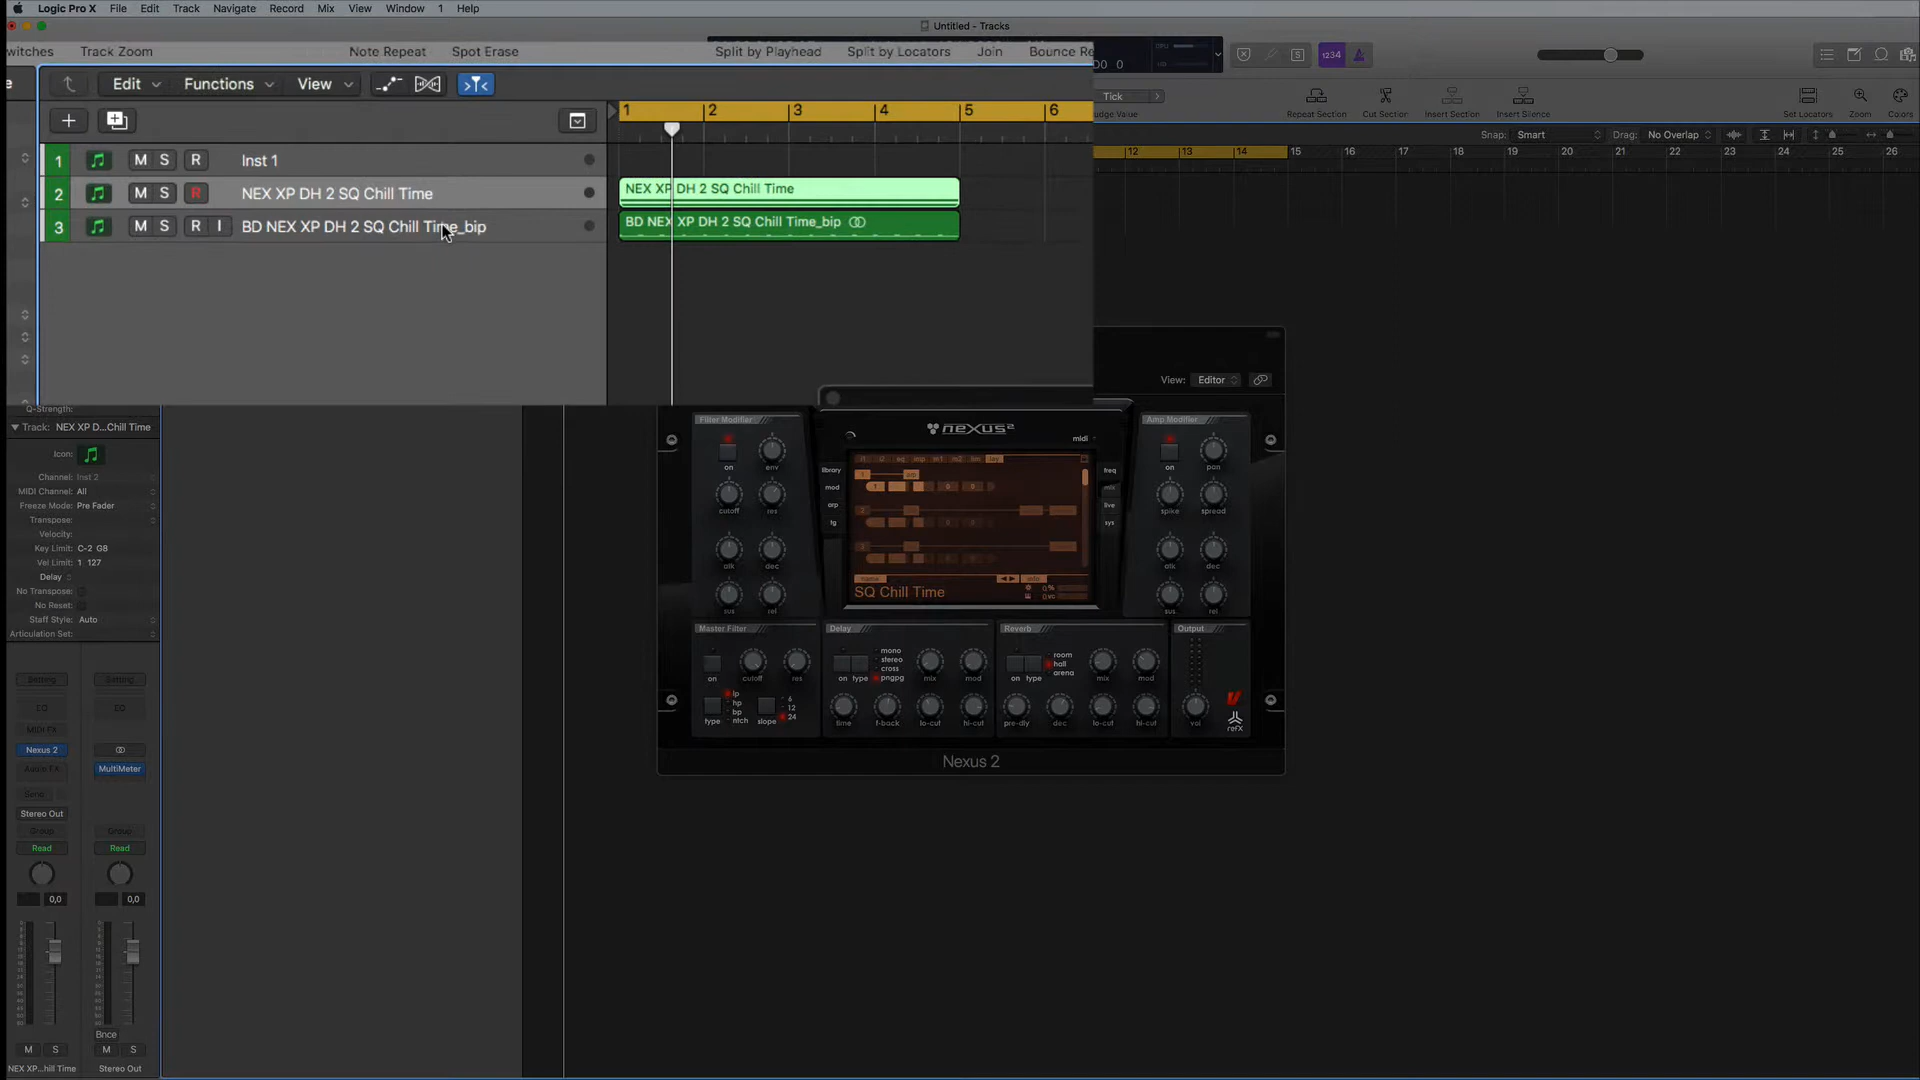 Logic Pro X File Edit Track Navigate Record Mix View Window 1 Help
Untitled - Tracks
witches Track Zoom Note Repeat Spot Erase Split by Playhead Split by Locators Join Bounce Re
1234
Edit Functions View
Tick
udge Value
Repeat Section Cut Section Insert Section Insert Silence Set Locators Zoom Colors
Snap: Smart Drag: No Overlap
1 2 3 4 5 6
12 13 14 15 16 17 18 19 20 21 22 23 24 25 26
1 M S R Inst 1
2 M S R NEX XP DH 2 SQ Chill Time
NEX XP DH 2 SQ Chill Time
3 M S R I BD NEX XP DH 2 SQ Chill Time_bip
BD NEX XP DH 2 SQ Chill Time_bip
View: Editor
Q-Strength:
Track: NEX XP D...Chill Time
Icon:
Channel: Inst 2
MIDI Channel: All
Freeze Mode: Pre Fader
Transpose:
Velocity:
Key Limit: C-2 G8
Vel Limit: 1 127
Delay
No Transpose:
No Reset:
Staff Style: Auto
Articulation Set:
Setting Setting
EQ EQ
MIDI FX
Nexus 2
Audio FX MultiMeter
Send
Stereo Out
Group Group
Read Read
0,0 0,0
Bnce
M S M S
NEX XP...hill Time Stereo Out
Filter Modifier
on env
cutoff res
atk dec
sus rel
nexus2
midi
library
mod
arp
tg
freq
mix
live
sys
SQ Chill Time
Amp Modifier
on pan
spike spread
atk dec
sus rel
Master Filter
on cutoff res
lp
hp
bp
ntch
type slope
6
12
24
Delay
mono
stereo
cross
pngpg
on type mix mod
time f-back lo-cut hi-cut
Reverb
room
hall
arena
on type mix mod
pre-dly dec lo-cut hi-cut
Output
vol
reFX
Nexus 2